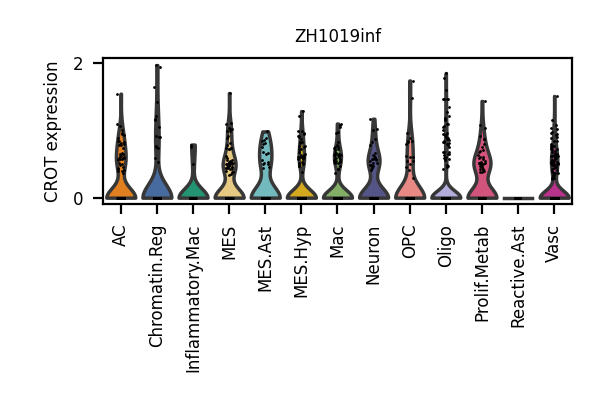 ZH1019inf
CROT expression
2
0
AC
Chromatin.Reg
Inflammatory.Mac
MES
MES.Ast
MES.Hyp
Mac
Neuron
OPC
Oligo
Prolif.Metab
Reactive.Ast
Vasc